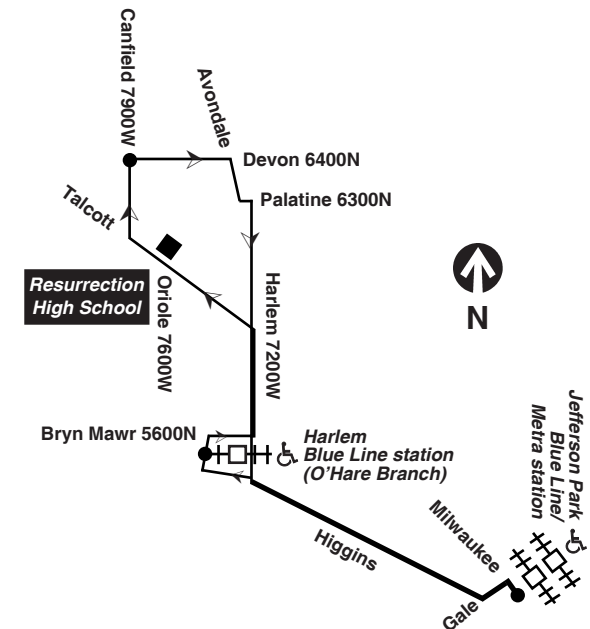 Canfield 7900W
Avondale
Devon 6400N
Palatine 6300N
Talcott
Resurrection
High School
Oriole 7600W
Harlem 7200W
N
Bryn Mawr 5600N
Harlem
Blue Line station
(O'Hare Branch)
Jefferson Park
Blue Line/
Metra station
Higgins
Milwaukee
Gale